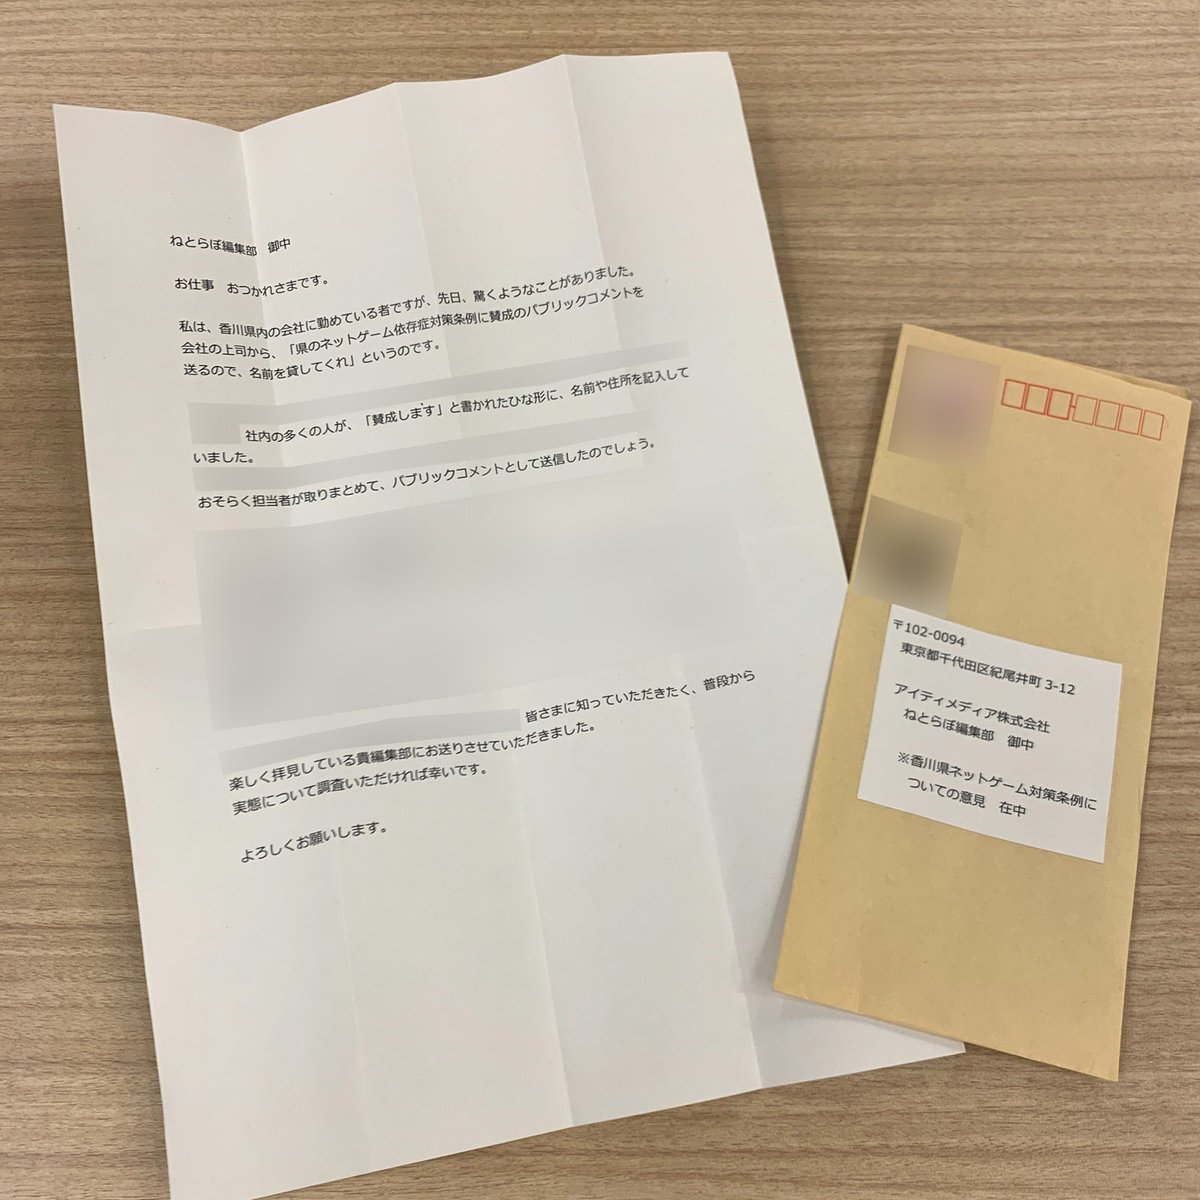 ねとらぼ編集部　御中
お仕事　おつかれさまです。
私は、香川県内の会社に勤めている者ですが、先日、驚くようなことがありました。
会社の上司から、「県のネットゲーム依存症対策条例に賛成のパブリックコメントを
送るので、名前を貸してくれ」というのです。
社内の多くの人が、「賛成します」と書かれたひな形に、名前や住所を記入して
いました。
おそらく担当者が取りまとめて、パブリックコメントとして送信したのでしょう。
皆さまに知っていただきたく、普段から
楽しく拝見している貴編集部にお送りさせていただきました。
実態について調査いただければ幸いです。
よろしくお願いします。
〒102-0094
東京都千代田区紀尾井町 3-12
アイティメディア株式会社
ねとらぼ編集部　御中
※香川県ネットゲーム対策条例に
ついての意見　在中